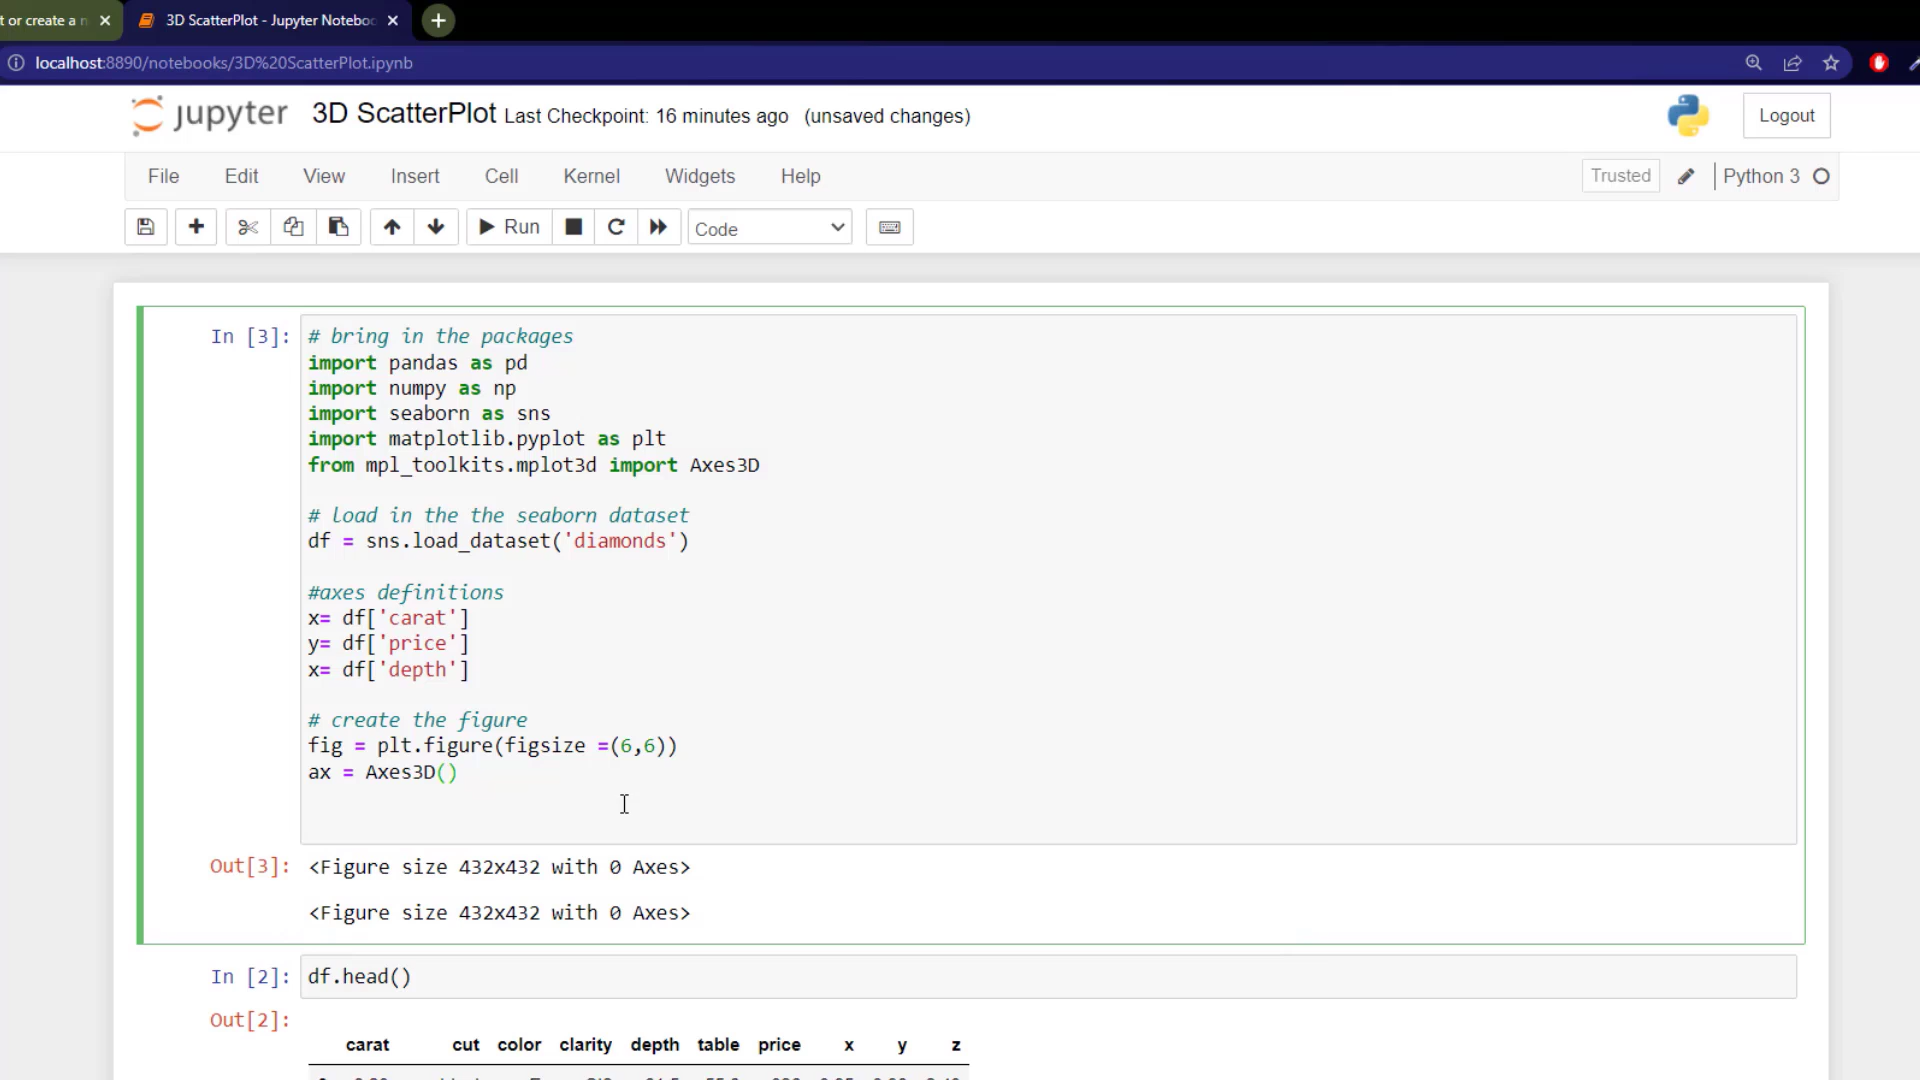 t or create a n
3D ScatterPlot - Jupyter Noteboo
localhost:8890/notebooks/3D%20ScatterPlot.ipynb
jupyter 3D ScatterPlot Last Checkpoint: 16 minutes ago (unsaved changes)
Logout
File Edit View Insert Cell Kernel Widgets Help
Trusted Python 3
Run Code
In [3]:
# bring in the packages
import pandas as pd
import numpy as np
import seaborn as sns
import matplotlib.pyplot as plt
from mpl_toolkits.mplot3d import Axes3D
# load in the the seaborn dataset
df = sns.load_dataset('diamonds')
#axes definitions
x= df['carat']
y= df['price']
x= df['depth']
# create the figure
fig = plt.figure(figsize =(6,6))
ax = Axes3D()
Out[3]: <Figure size 432x432 with 0 Axes>
<Figure size 432x432 with 0 Axes>
In [2]: df.head()
Out[2]:
carat cut color clarity depth table price x y z